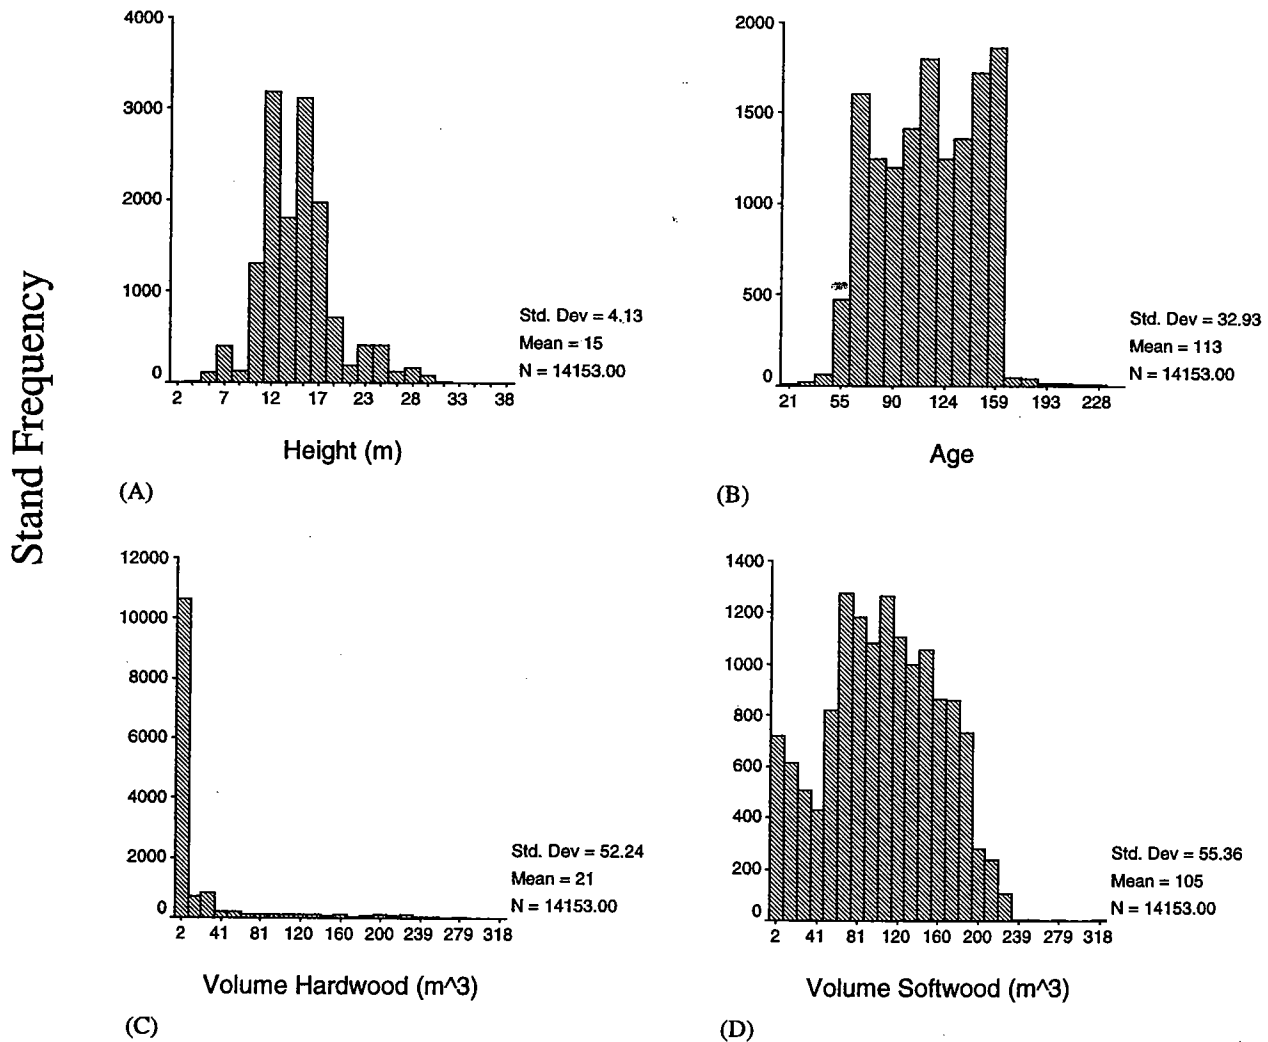 Stand Frequency
4000
3000
2000
1000
0
2 7 12 17 23 28 33 38
Std. Dev = 4.13
Mean = 15
N = 14153.00
Height (m)
(A)
2000
1500
1000
500
0
21 55 90 124 159 193 228
Std. Dev = 32.93
Mean = 113
N = 14153.00
Age
(B)
12000
10000
8000
6000
4000
2000
0
2 41 81 120 160 200 239 279 318
Std. Dev = 52.24
Mean = 21
N = 14153.00
Volume Hardwood (m^3)
(C)
1400
1200
1000
800
600
400
200
0
2 41 81 120 160 200 239 279 318
Std. Dev = 55.36
Mean = 105
N = 14153.00
Volume Softwood (m^3)
(D)